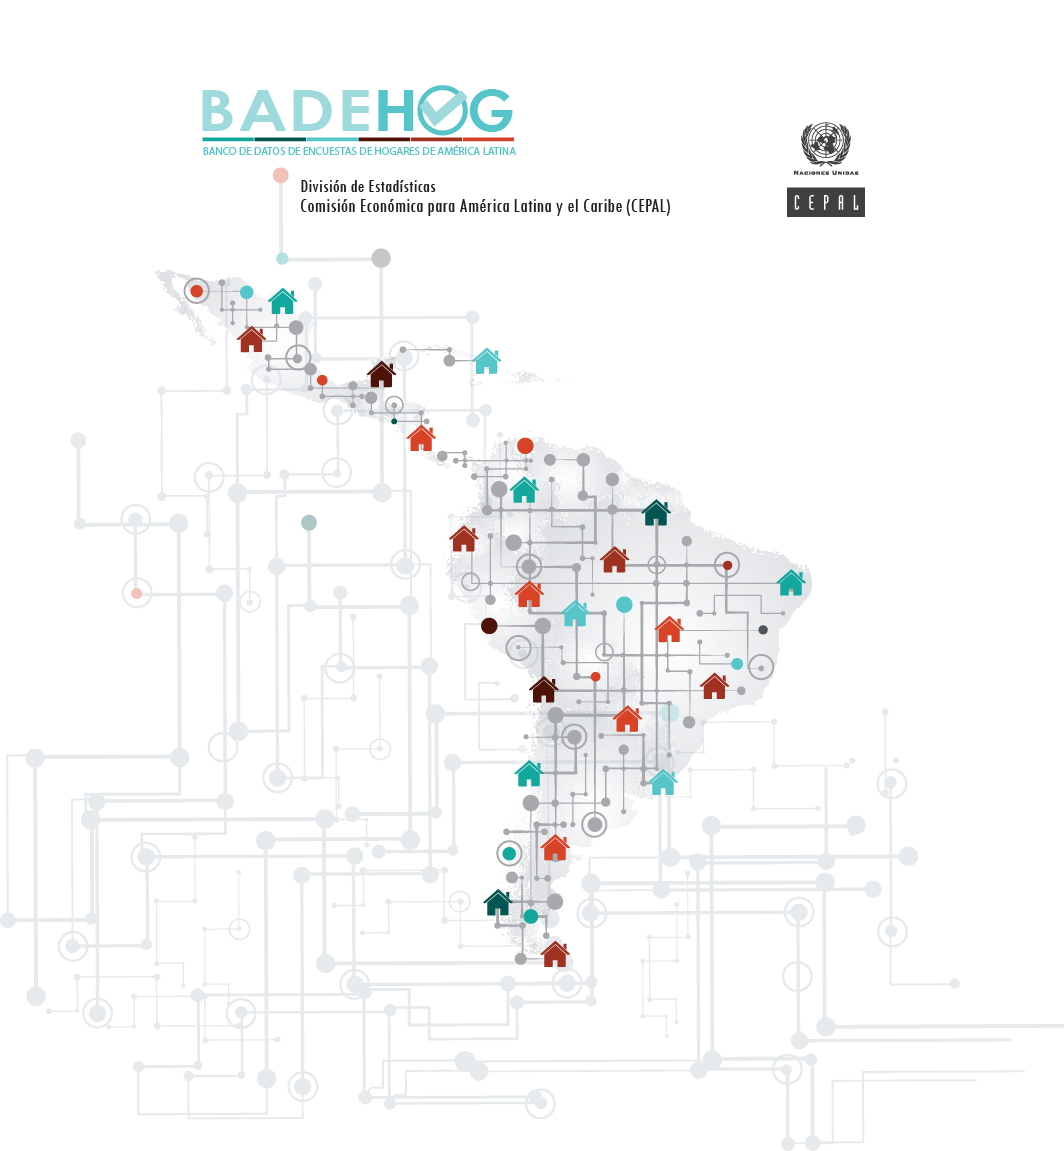 BADEHOG
BANCO DE DATOS DE ENCUESTAS DE HOGARES DE AMÉRICA LATINA
División de Estadísticas
Comisión Económica para América Latina y el Caribe (CEPAL)
NACIONES UNIDAS
CEPAL